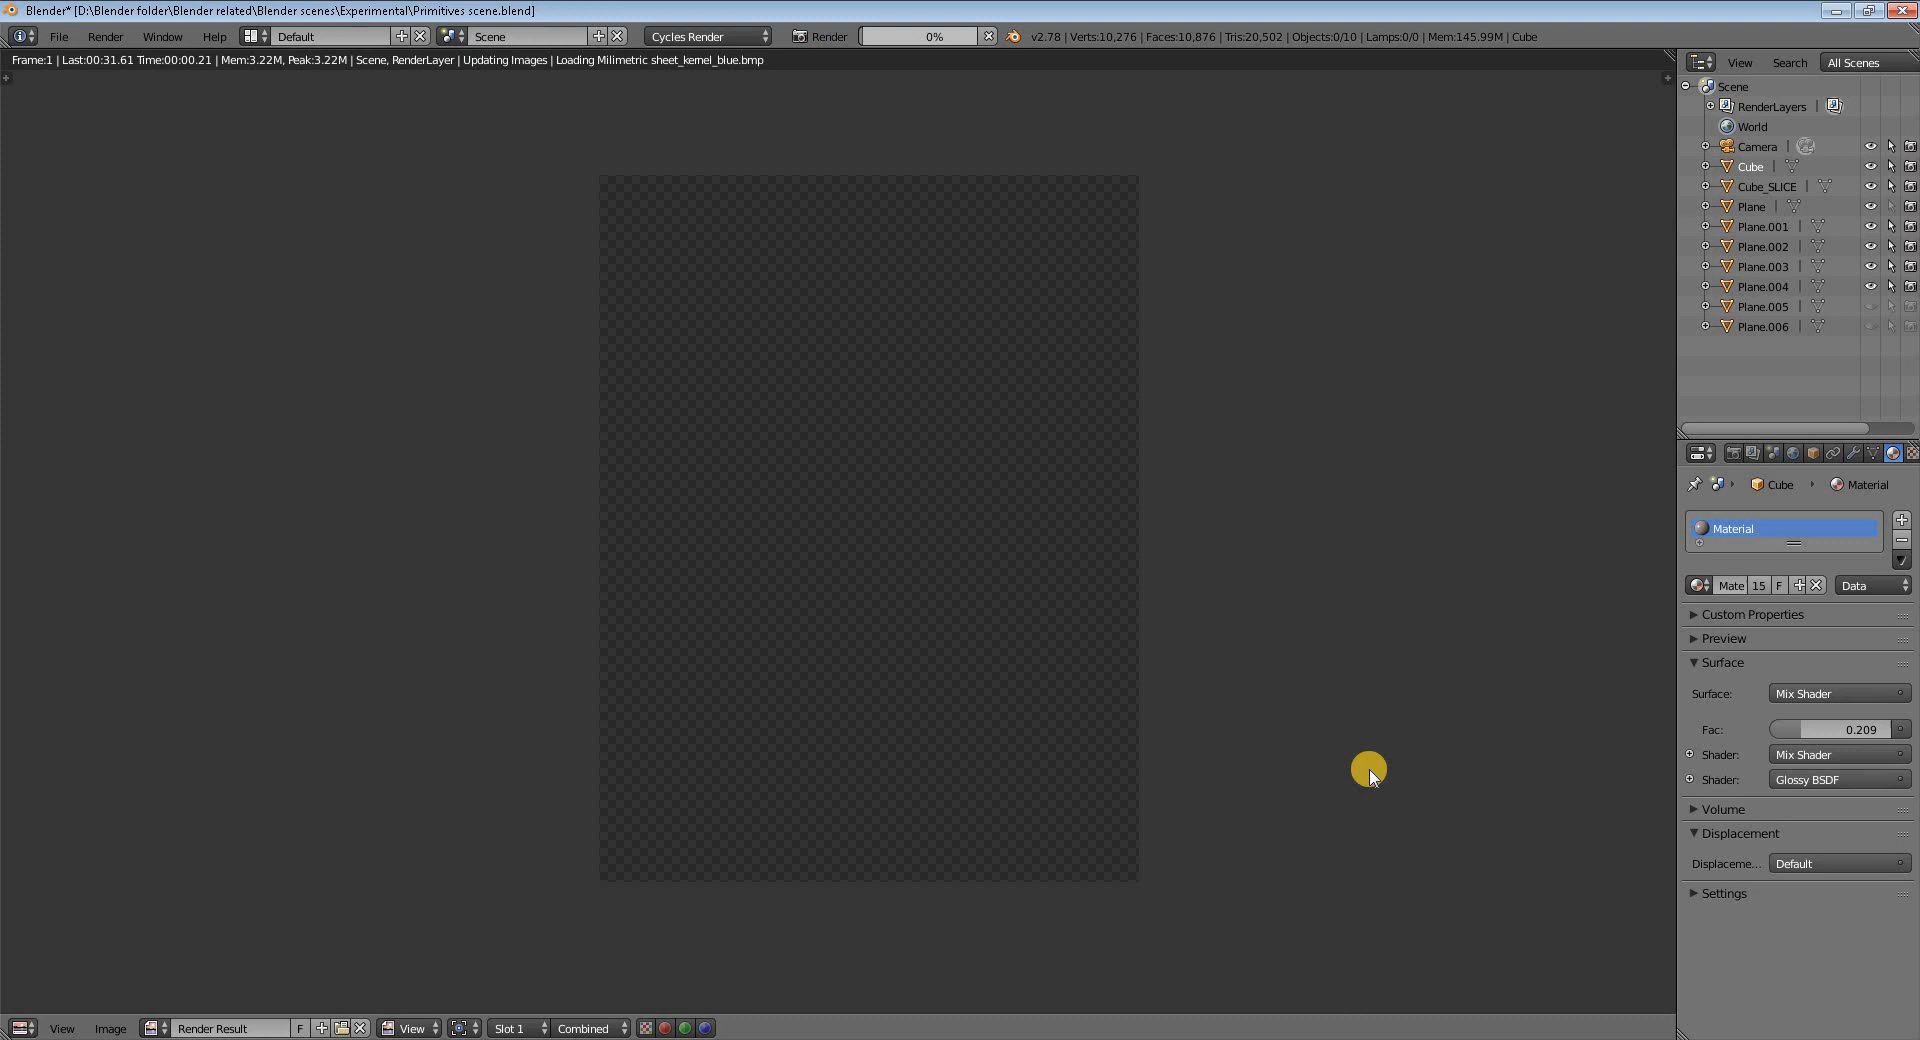 Blender* [D:\Blender folder\Blender related\Blender scenes\Experimental\Primitives scene.blend]
File Render Window Help Default Scene Cycles Render Render 0% v2.78 | Verts:10,276 | Faces:10,876 | Tris:20,502 | Objects:0/10 | Lamps:0/0 | Mem:145.99M | Cube
Frame:1 | Last:00:31.61 Time:00:00.21 | Mem:3.22M, Peak:3.22M | Scene, RenderLayer | Updating Images | Loading Milimetric sheet_kernel_blue.bmp
View Search All Scenes
Scene
RenderLayers
World
Camera
Cube
Cube_SLICE
Plane
Plane.001
Plane.002
Plane.003
Plane.004
Plane.005
Plane.006
Cube Material
Material
Mate 15 F Data
Custom Properties
Preview
Surface
Surface: Mix Shader
Fac: 0.209
Shader: Mix Shader
Shader: Glossy BSDF
Volume
Displacement
Displaceme... Default
Settings
View Image Render Result F View Slot 1 Combined